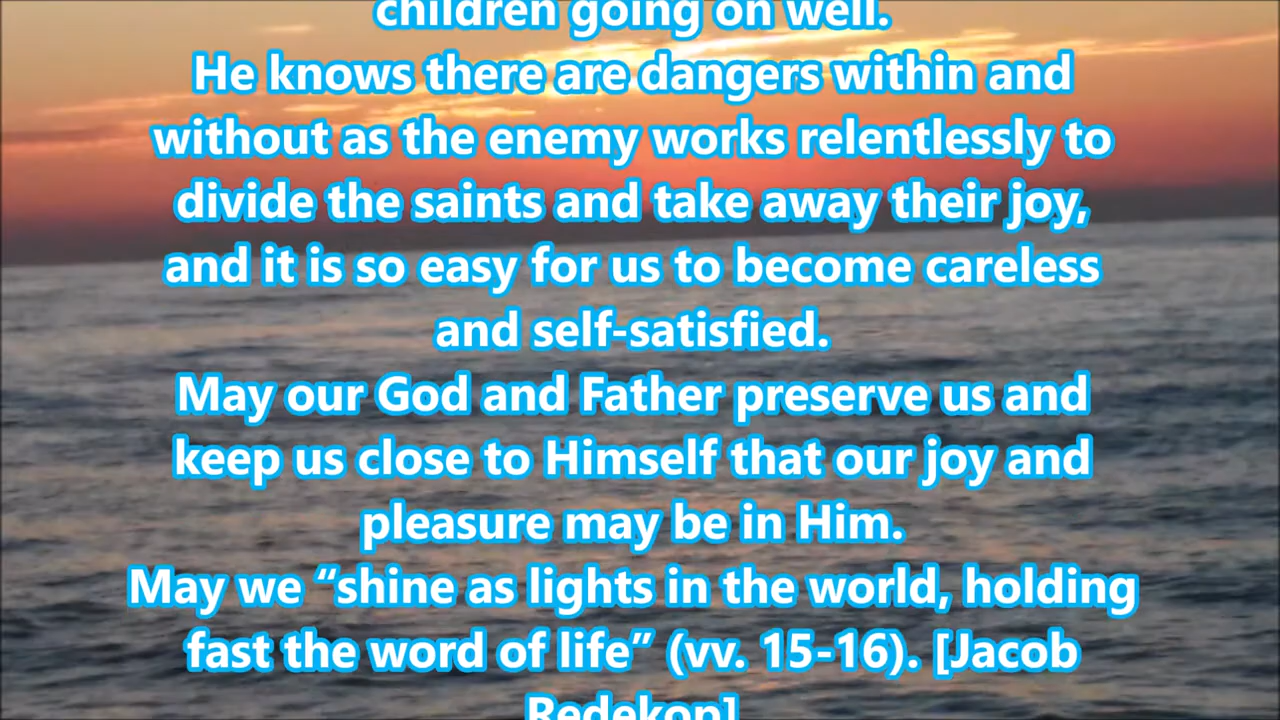 children going on well.
He knows there are dangers within and
without as the enemy works relentlessly to
divide the saints and take away their joy,
and it is so easy for us to become careless
and self-satisfied.
May our God and Father preserve us and
keep us close to Himself that our joy and
pleasure may be in Him.
May we “shine as lights in the world, holding
fast the word of life” (vv. 15-16). [Jacob
Redekop]